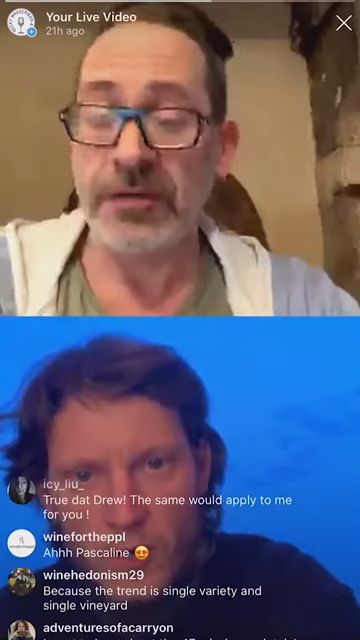 Your Live Video
21h ago
icy_liu_
True dat Drew! The same would apply to me
for you !
winefortheppl
Ahhh Pascaline 😍
winehedonism29
Because the trend is single variety and
single vineyard
adventuresofacarryon